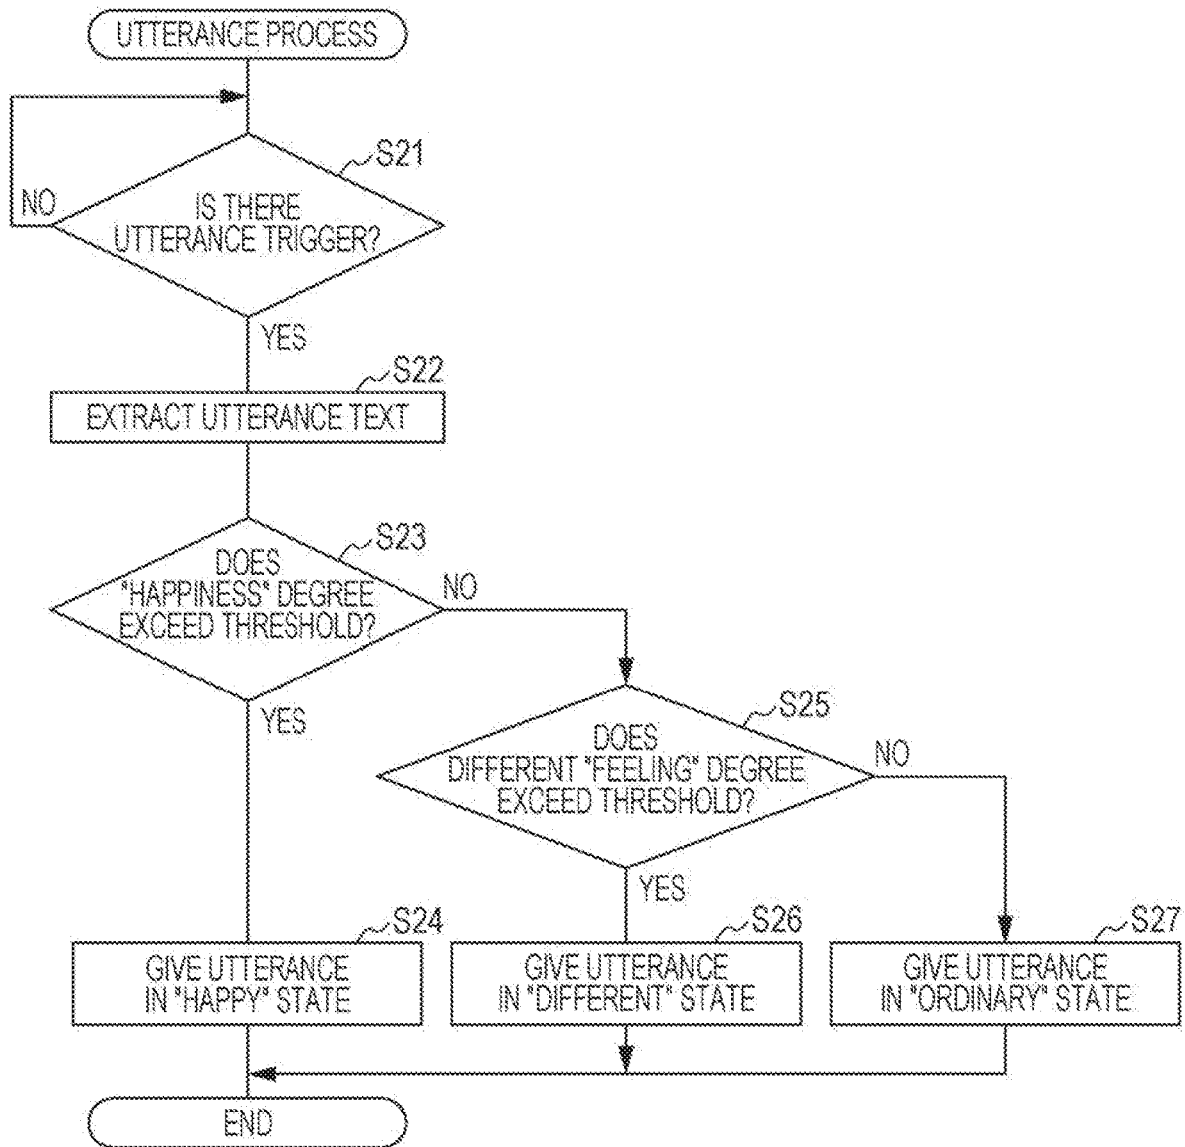 UTTERANCE PROCESS
S21
NO
IS THERE
UTTERANCE TRIGGER?
YES
S22
EXTRACT UTTERANCE TEXT
S23
DOES
"HAPPINESS" DEGREE
EXCEED THRESHOLD?
NO
YES
S25
DOES
DIFFERENT "FEELING" DEGREE
EXCEED THRESHOLD?
NO
YES
S24
GIVE UTTERANCE
IN "HAPPY" STATE
S26
GIVE UTTERANCE
IN "DIFFERENT" STATE
S27
GIVE UTTERANCE
IN "ORDINARY" STATE
END